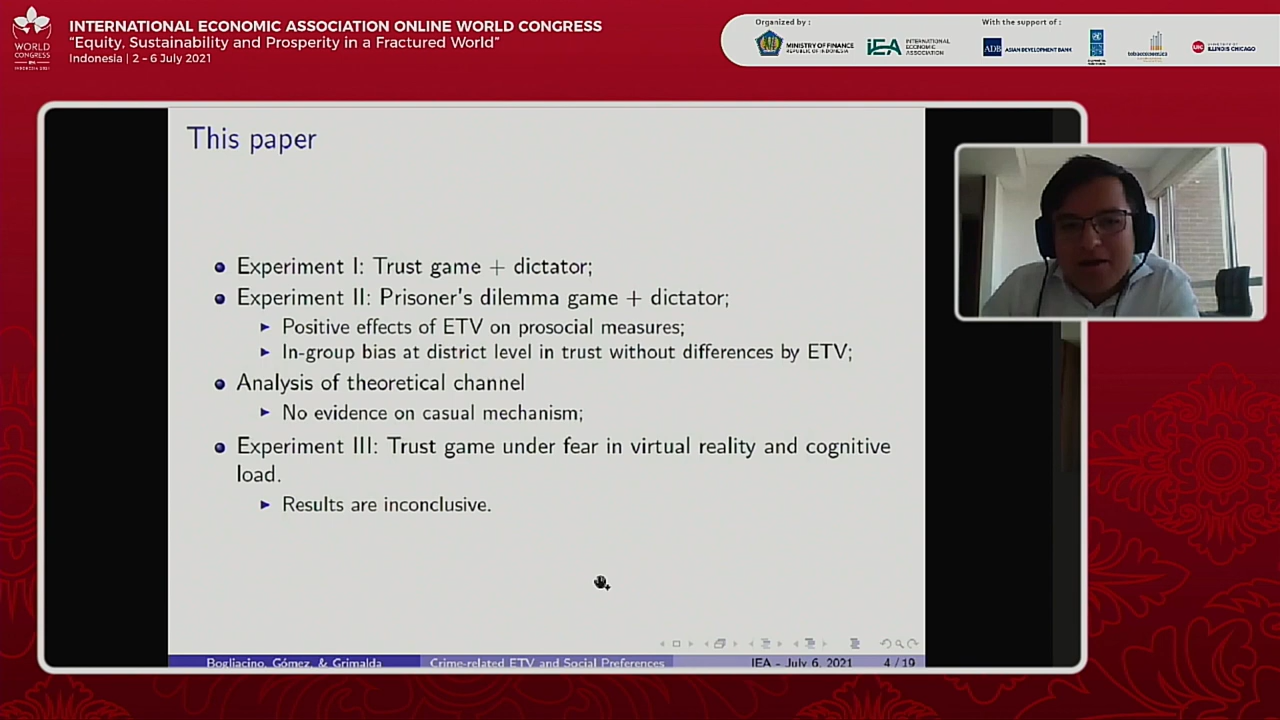 INTERNATIONAL ECONOMIC ASSOCIATION ONLINE WORLD CONGRESS
"Equity, Sustainability and Prosperity in a Fractured World"
Indonesia | 2 - 6 July 2021
WORLD
CONGRESS
Organized by :
MINISTRY OF FINANCE
REPUBLIC OF INDONESIA
iEA
INTERNATIONAL
ECONOMIC
ASSOCIATION
With the support of :
ADB
ASIAN DEVELOPMENT BANK
UIC
ILLINOIS CHICAGO
This paper
Experiment I: Trust game + dictator;
Experiment II: Prisoner's dilemma game + dictator;
Positive effects of ETV on prosocial measures;
In-group bias at district level in trust without differences by ETV;
Analysis of theoretical channel
No evidence on casual mechanism;
Experiment III: Trust game under fear in virtual reality and cognitive
load.
Results are inconclusive.
Bogliacino, Gómez, & Grimalda
Crime-related ETV and Social Preferences
IEA - July 6, 2021
4 / 19